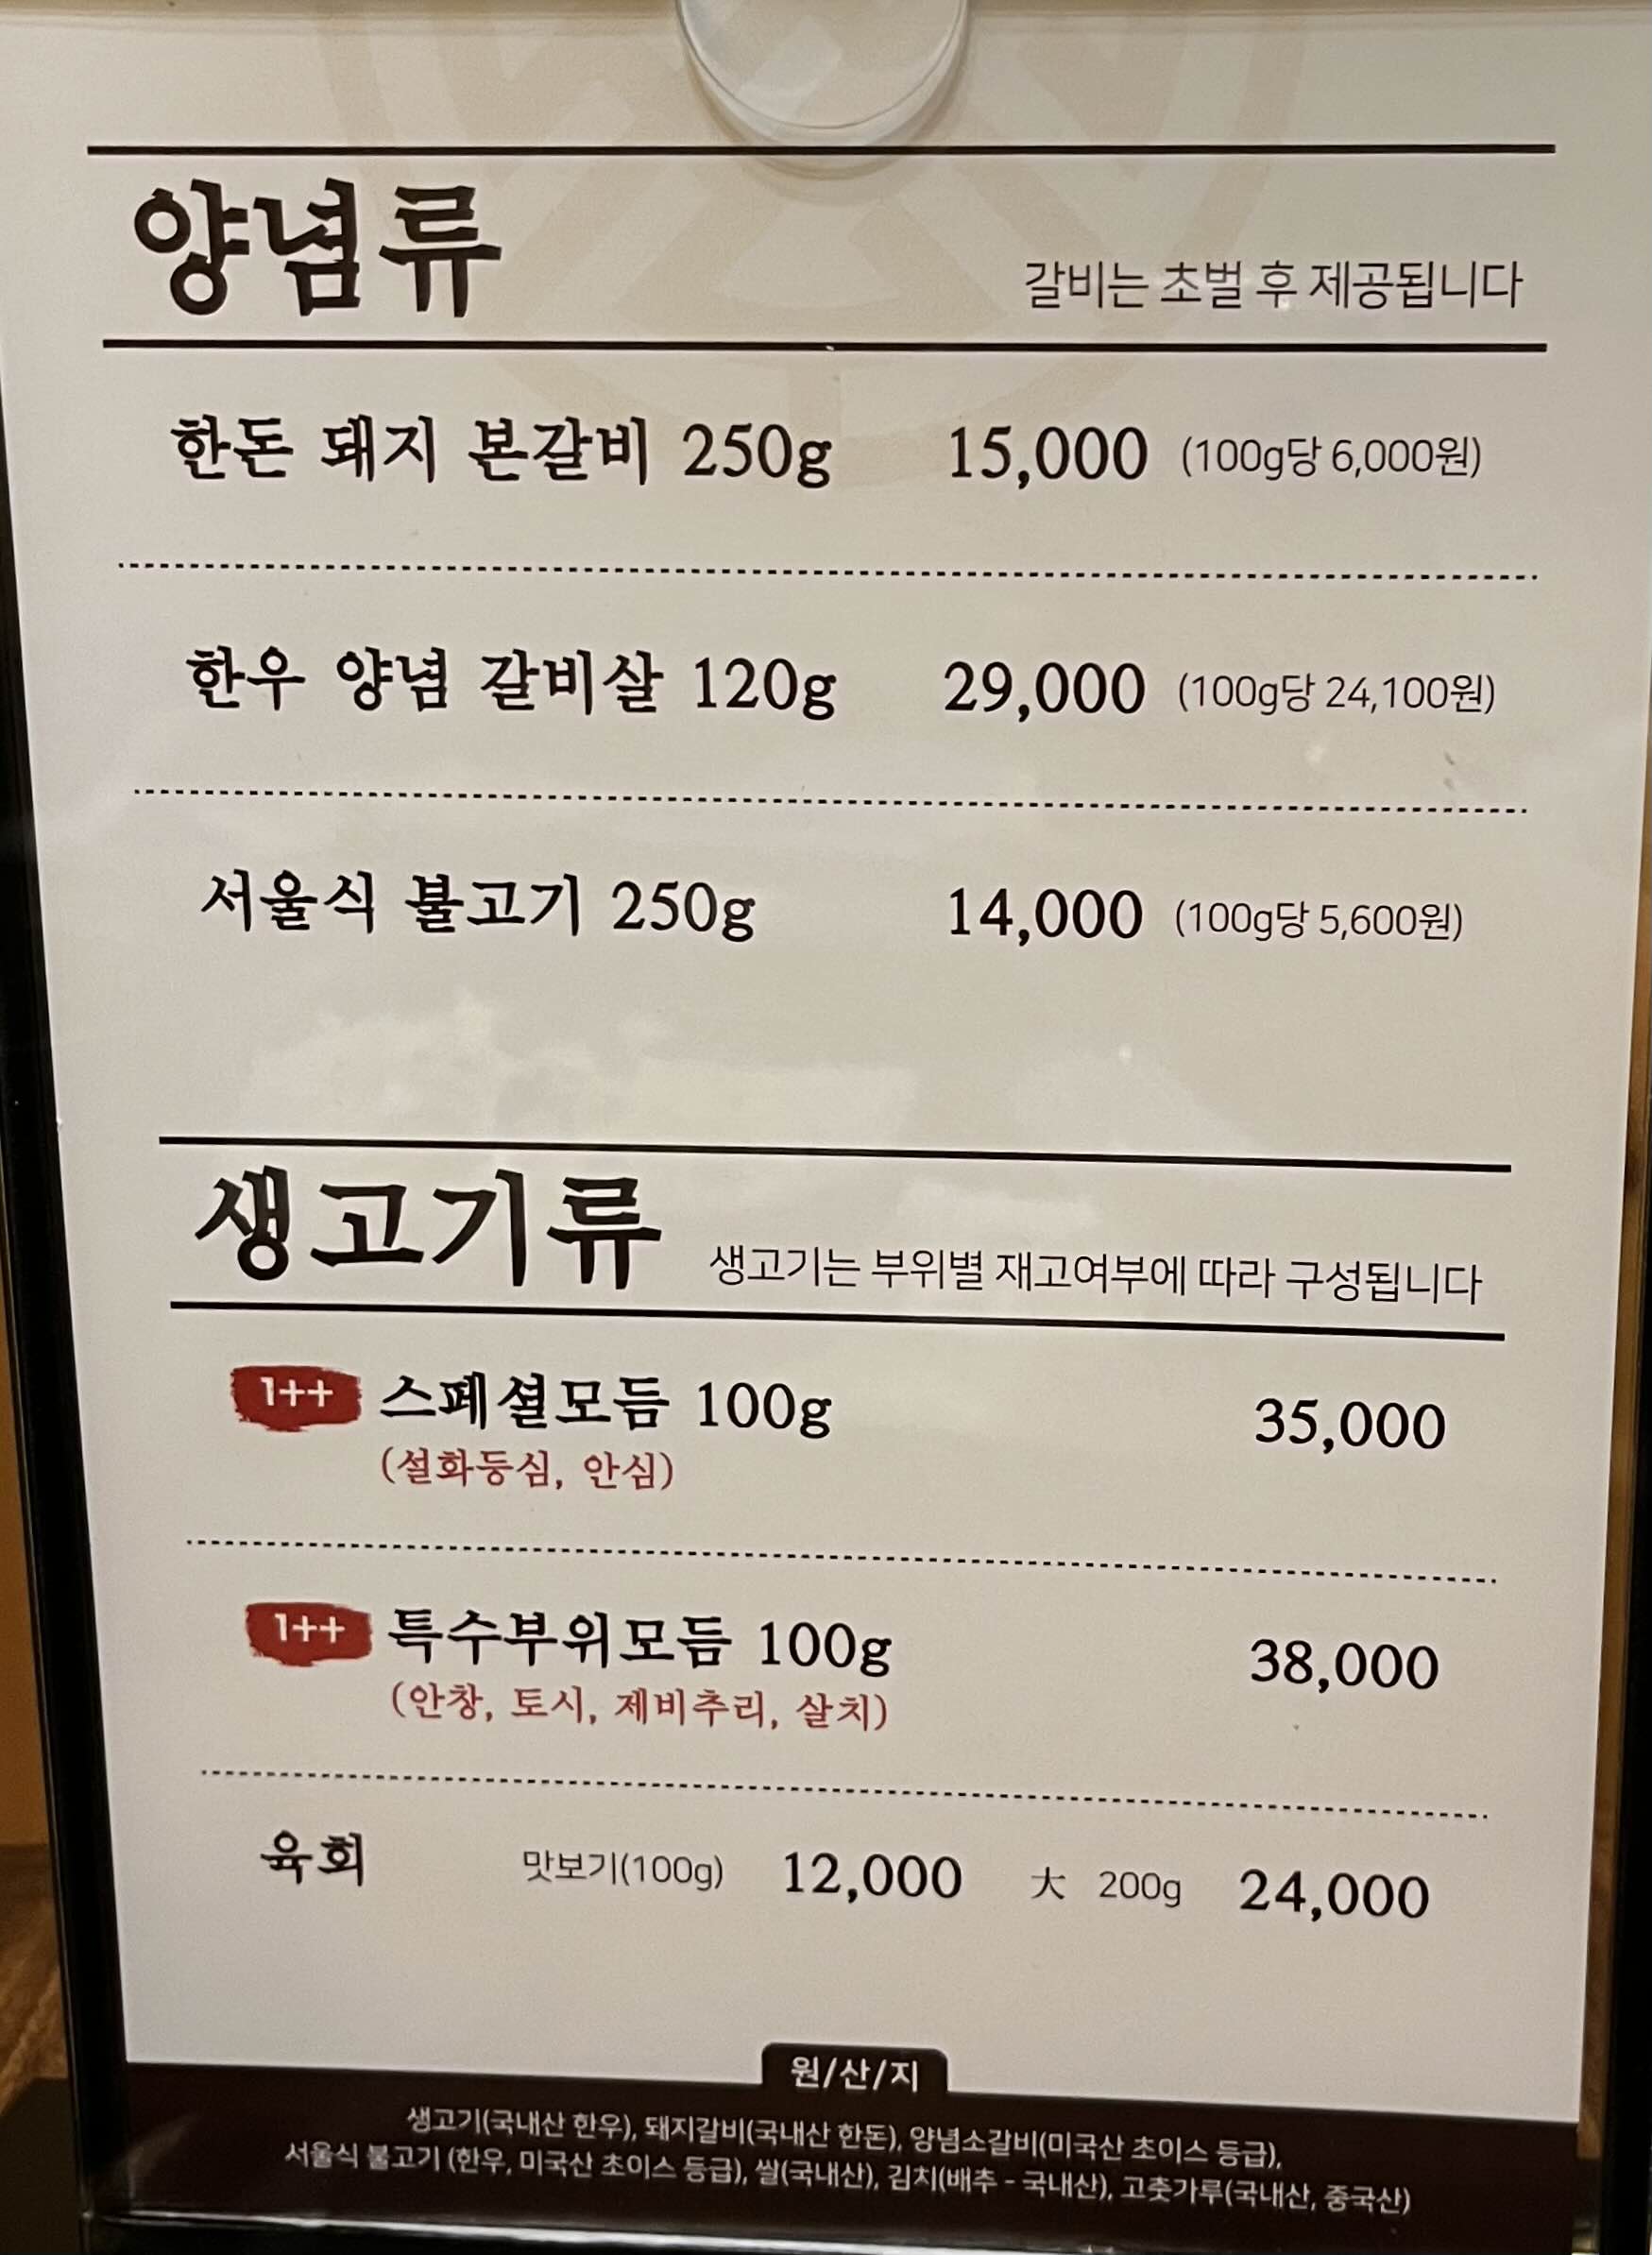 양념류
갈비는 초벌 후 제공됩니다
한돈 돼지 본갈비 250g 15,000 (100g당 6,000원)
한우 양념 갈비살 120g 29,000 (100g당 24,100원)
서울식 불고기 250g 14,000 (100g당 5,600원)
생고기류
생고기는 부위별 재고여부에 따라 구성됩니다
1++ 스페셜모듬 100g 35,000
(설화등심, 안심)
1++ 특수부위모듬 100g 38,000
(안창, 토시, 제비추리, 살치)
육회 맛보기(100g) 12,000 大 200g 24,000
원/산/지
생고기(국내산 한우), 돼지갈비(국내산 한돈), 양념소갈비(미국산 초이스 등급),
서울식 불고기 (한우, 미국산 초이스 등급), 쌀(국내산), 김치(배추 - 국내산), 고춧가루(국내산, 중국산)